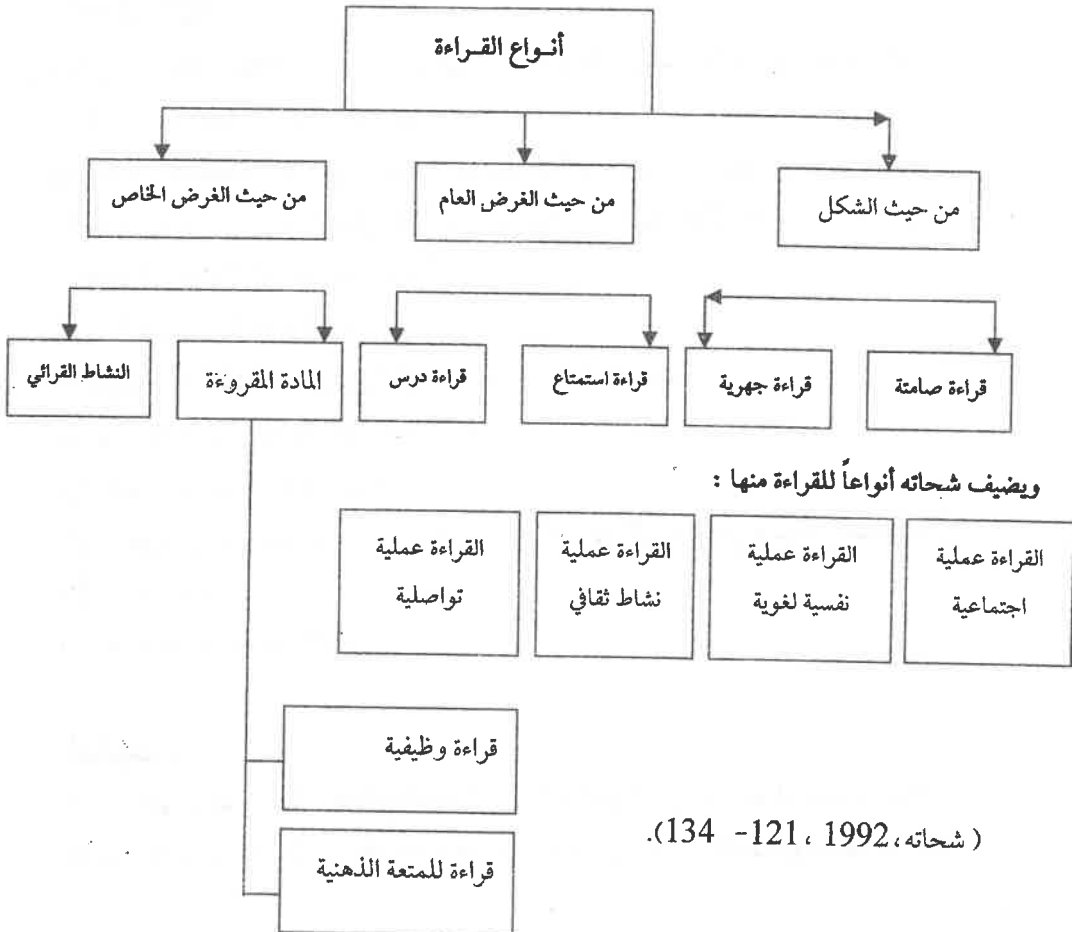 أنـواع القـراءة
من حيث الشكل
من حيث الغرض العام
من حيث الغرض الخاص
قراءة صامتة
قراءة جهرية
قراءة استمتاع
قراءة درس
المادة المقروءة
النشاط القرائي
ويضيف شحاته أنواعاً للقراءة منها :
القراءة عملية
اجتماعية
القراءة عملية
نفسية لغوية
القراءة عملية
نشاط ثقافي
القراءة عملية
تواصلية
قراءة وظيفية
قراءة للمتعة الذهنية
( شحاته، 1992 ، 121- 134).